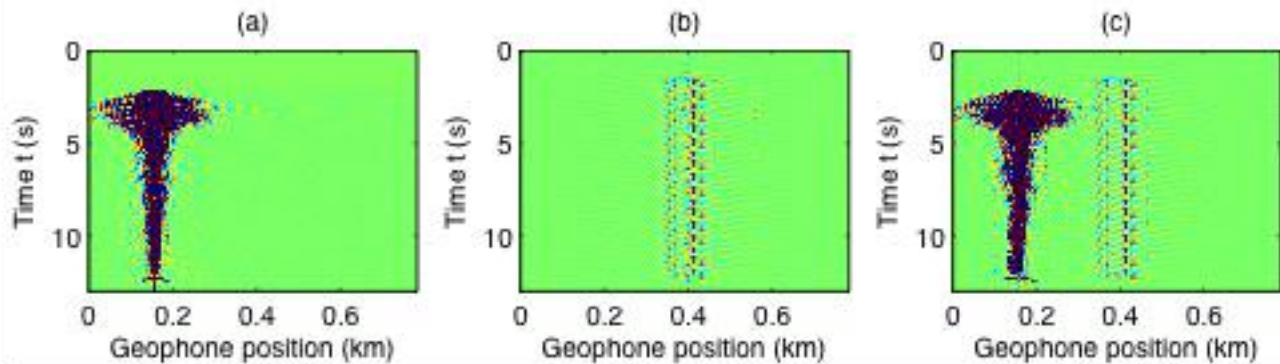 (a)
0
5
10
Time t (s)
0 0.2 0.4 0.6
Geophone position (km)
(b)
0
5
10
Time t (s)
0 0.2 0.4 0.6
Geophone position (km)
(c)
0
5
10
Time t (s)
0 0.2 0.4 0.6
Geophone position (km)